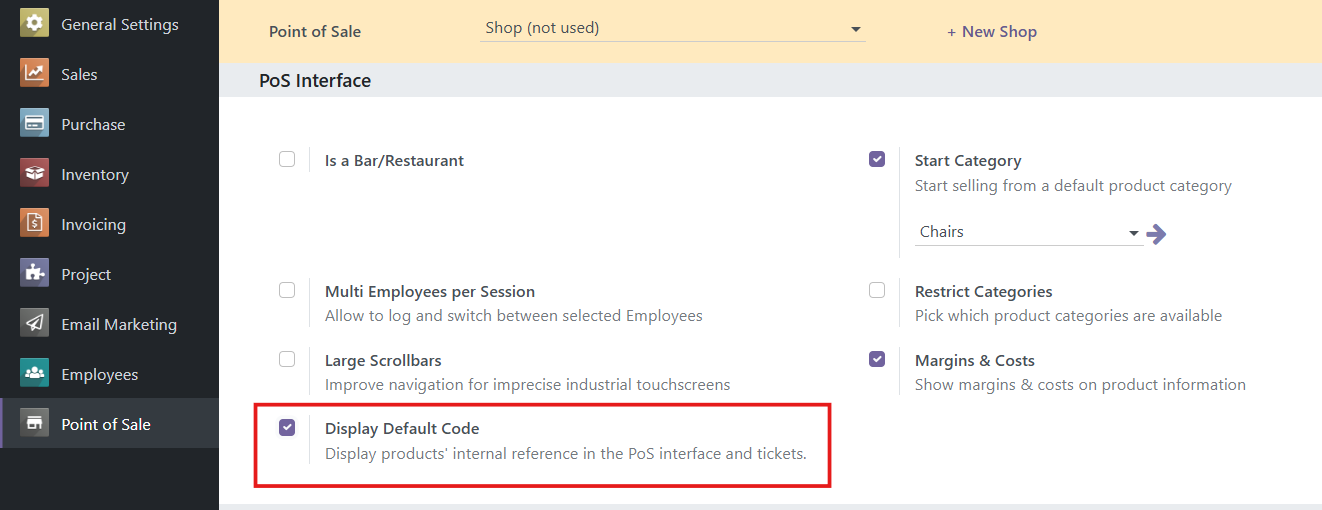 General Settings
Sales
Purchase
Inventory
Invoicing
Project
Email Marketing
Employees
Point of Sale
Point of Sale
Shop (not used)
+ New Shop
PoS Interface
Is a Bar/Restaurant
Start Category
Start selling from a default product category
Chairs
Multi Employees per Session
Allow to log and switch between selected Employees
Restrict Categories
Pick which product categories are available
Large Scrollbars
Improve navigation for imprecise industrial touchscreens
Margins & Costs
Show margins & costs on product information
Display Default Code
Display products' internal reference in the PoS interface and tickets.